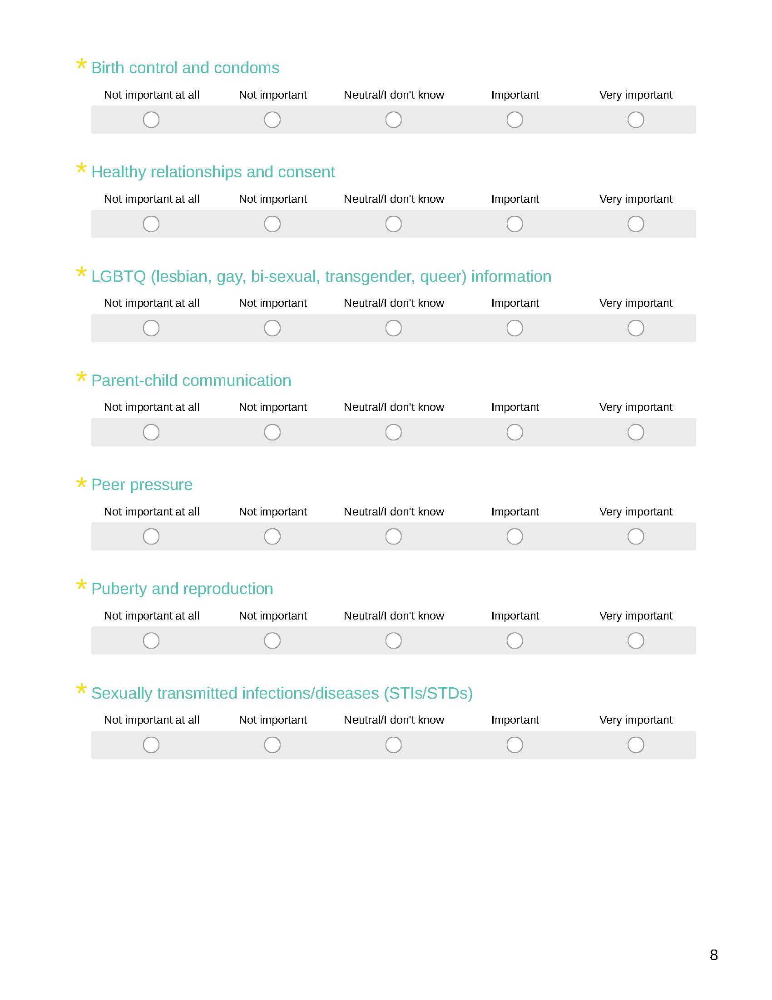 * Birth control and condoms
Not important at all Not important Neutral/I don't know Important Very important
* Healthy relationships and consent
Not important at all Not important Neutral/I don't know Important Very important
* LGBTQ (lesbian, gay, bi-sexual, transgender, queer) information
Not important at all Not important Neutral/I don't know Important Very important
* Parent-child communication
Not important at all Not important Neutral/I don't know Important Very important
* Peer pressure
Not important at all Not important Neutral/I don't know Important Very important
* Puberty and reproduction
Not important at all Not important Neutral/I don't know Important Very important
* Sexually transmitted infections/diseases (STIs/STDs)
Not important at all Not important Neutral/I don't know Important Very important
8